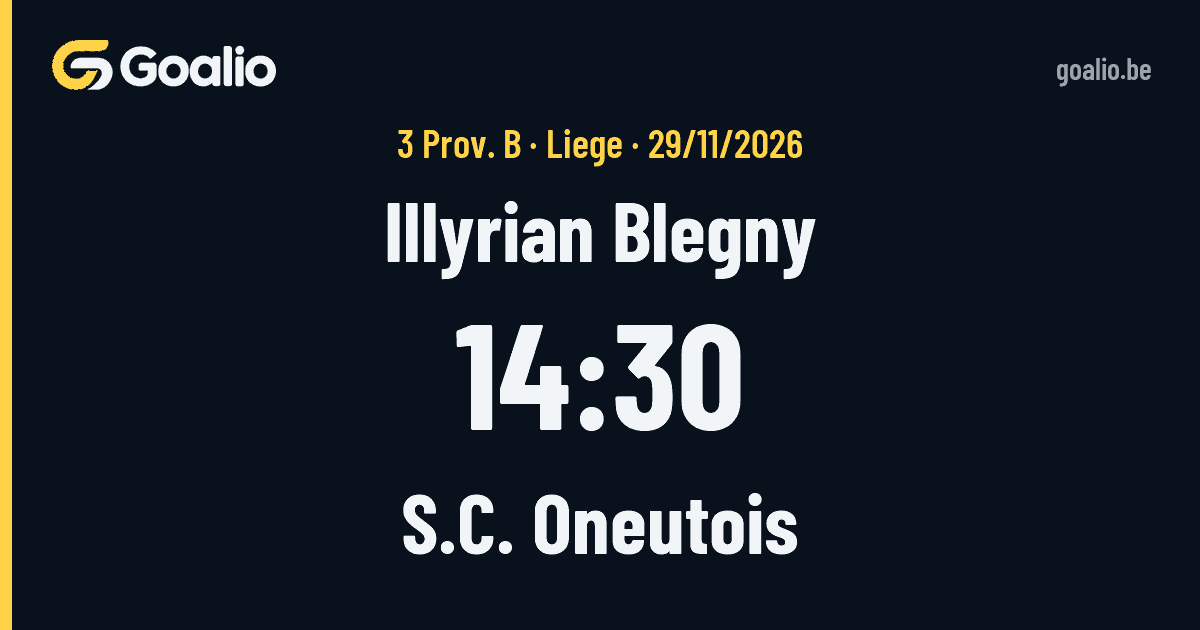 Goalio
goalio.be
3 Prov. B · Liege · 29/11/2026
Illyrian Blegny
14:30
S.C. Oneutois